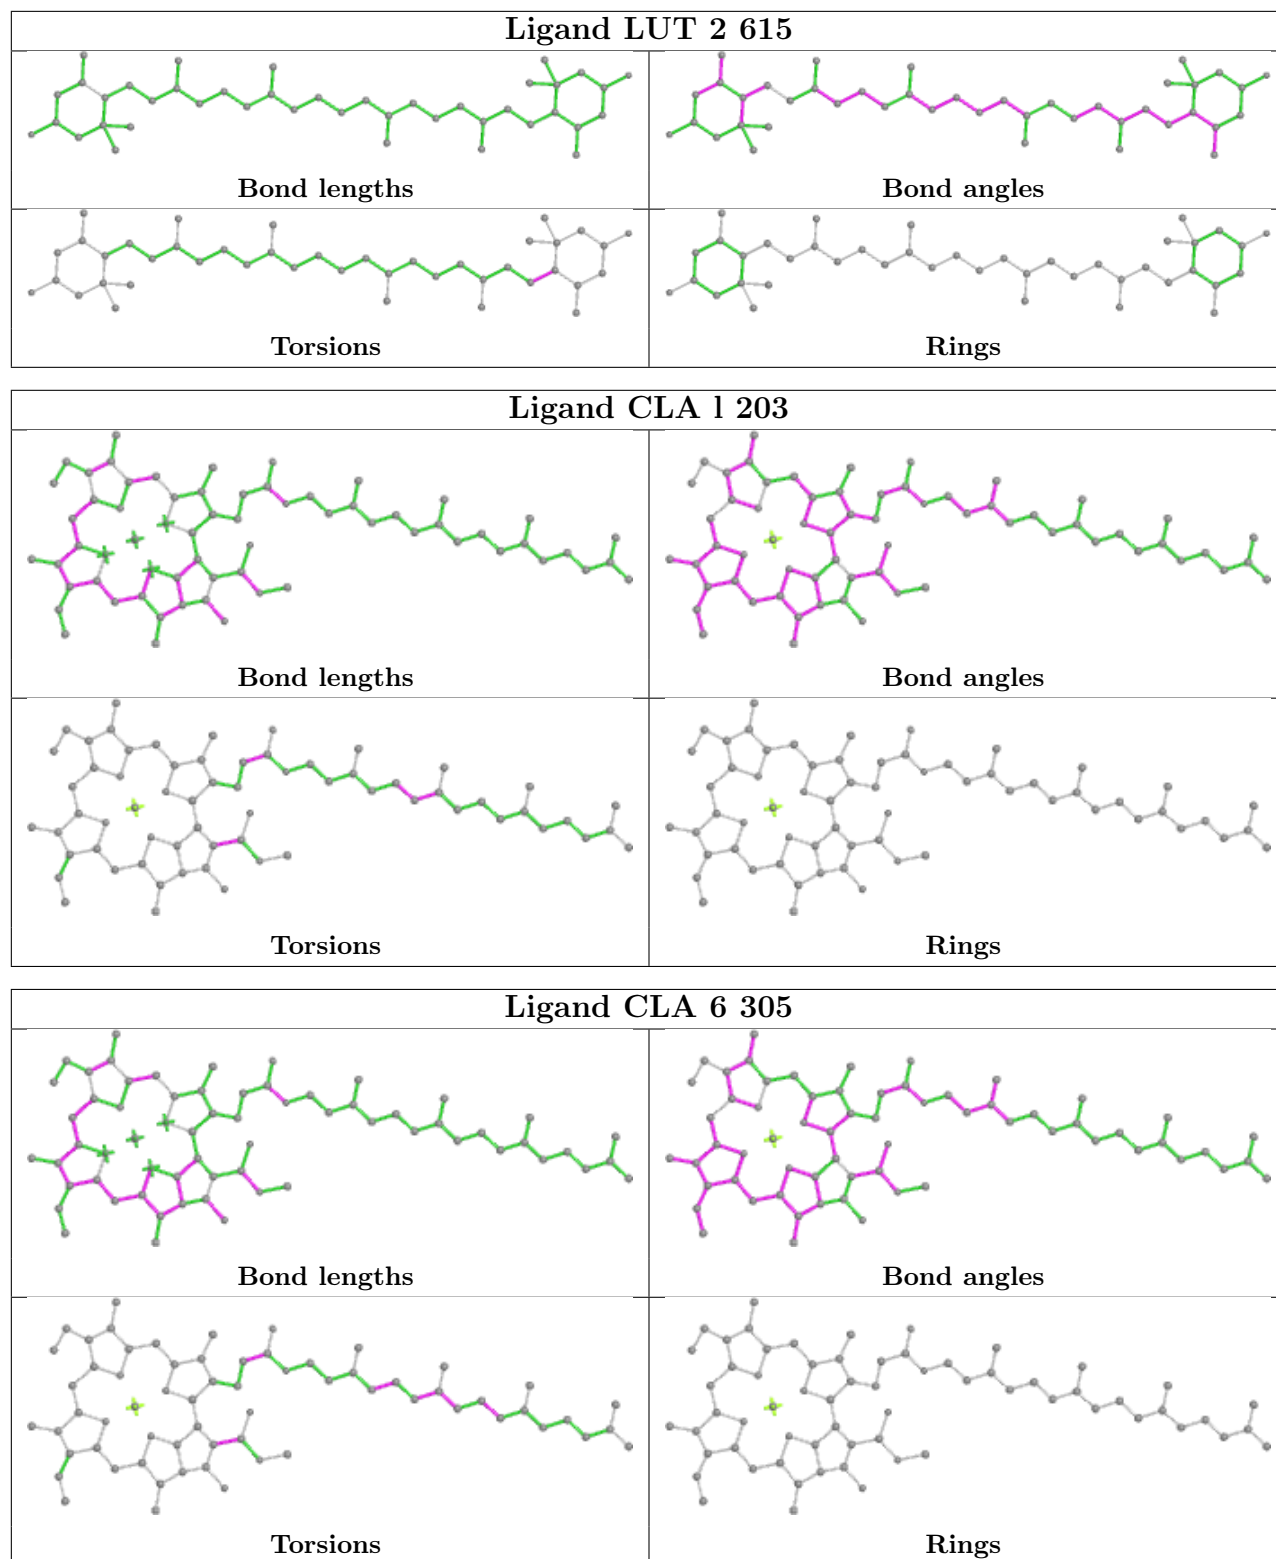 Ligand LUT 2 615
Bond lengths
Bond angles
Torsions
Rings
Ligand CLA l 203
Bond lengths
Bond angles
Torsions
Rings
Ligand CLA 6 305
Bond lengths
Bond angles
Torsions
Rings